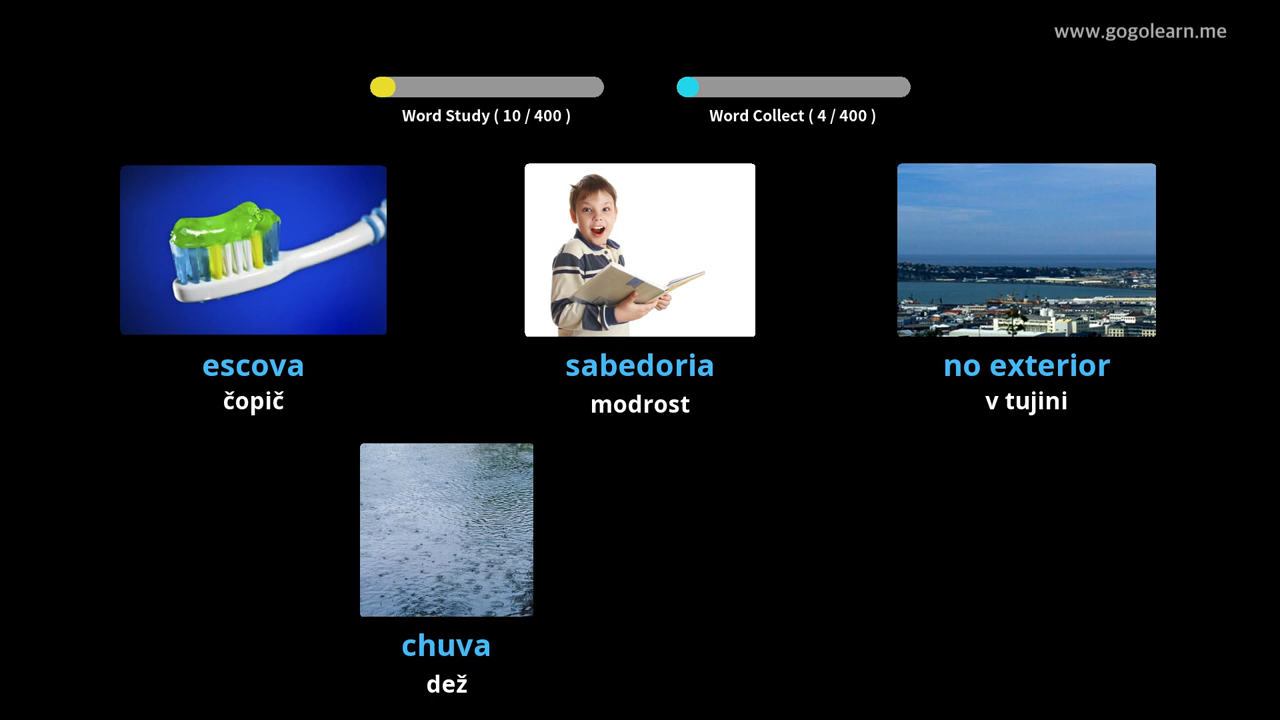 www.gogolearn.me
Word Study ( 10 / 400 )
Word Collect ( 4 / 400 )
escova
čopič
sabedoria
modrost
no exterior
v tujini
chuva
dež